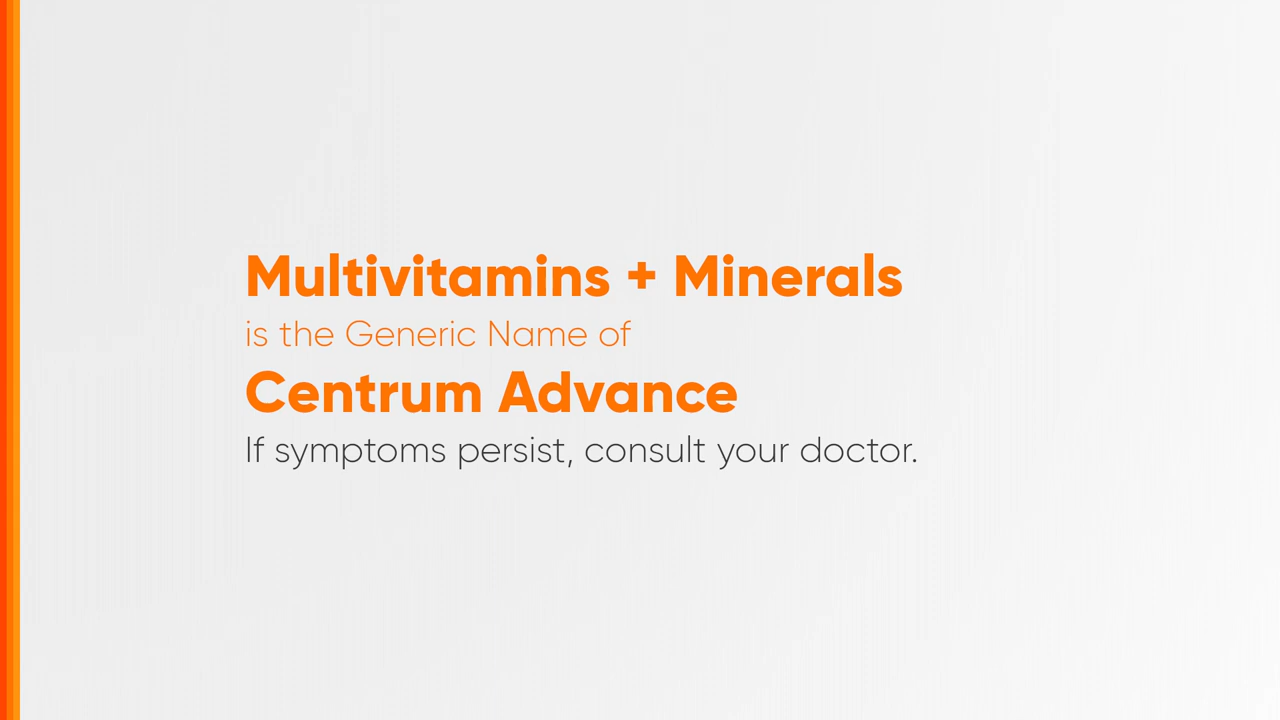 Multivitamins + Minerals
is the Generic Name of
Centrum Advance
If symptoms persist, consult your doctor.